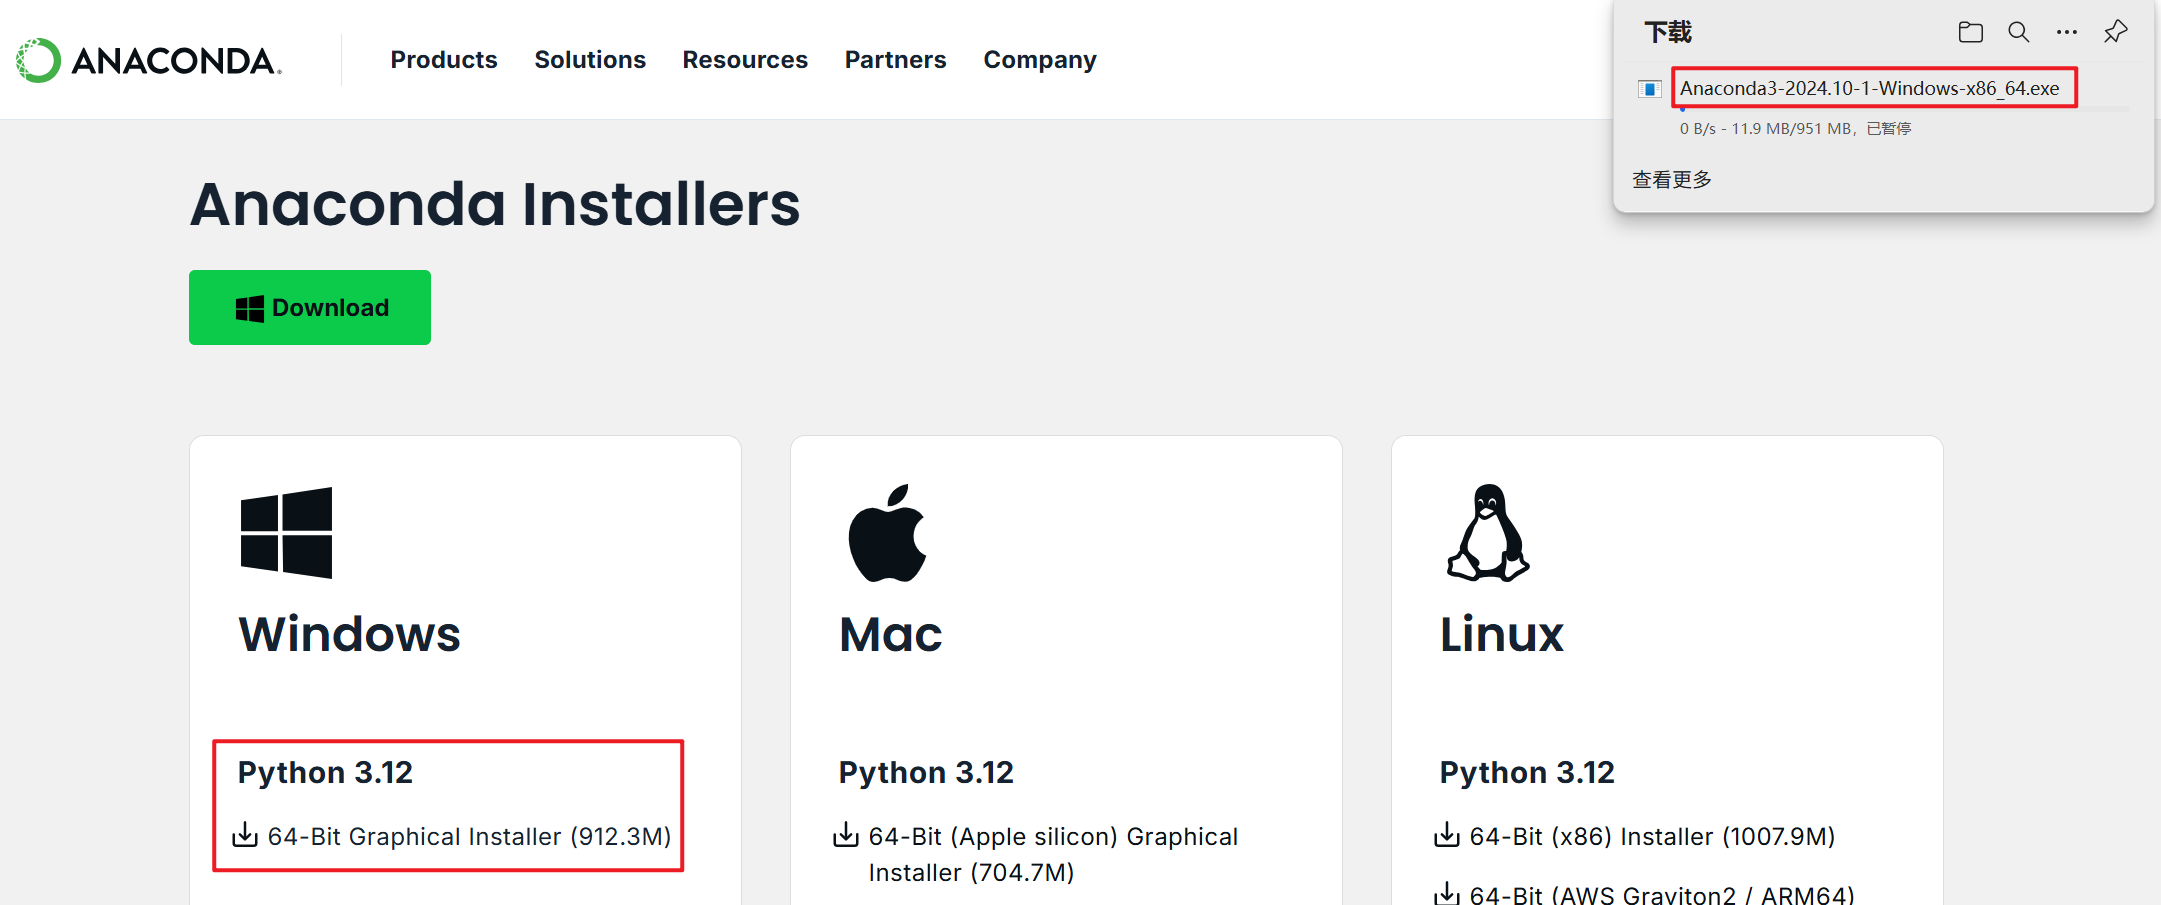 ANACONDA.
Products Solutions Resources Partners Company
下载
Anaconda3-2024.10-1-Windows-x86_64.exe
0 B/s - 11.9 MB/951 MB，已暂停
查看更多
Anaconda Installers
Download
Windows
Python 3.12
64-Bit Graphical Installer (912.3M)
Mac
Python 3.12
64-Bit (Apple silicon) Graphical
Installer (704.7M)
Linux
Python 3.12
64-Bit (x86) Installer (1007.9M)
64-Bit (AWS Graviton2 / ARM64)